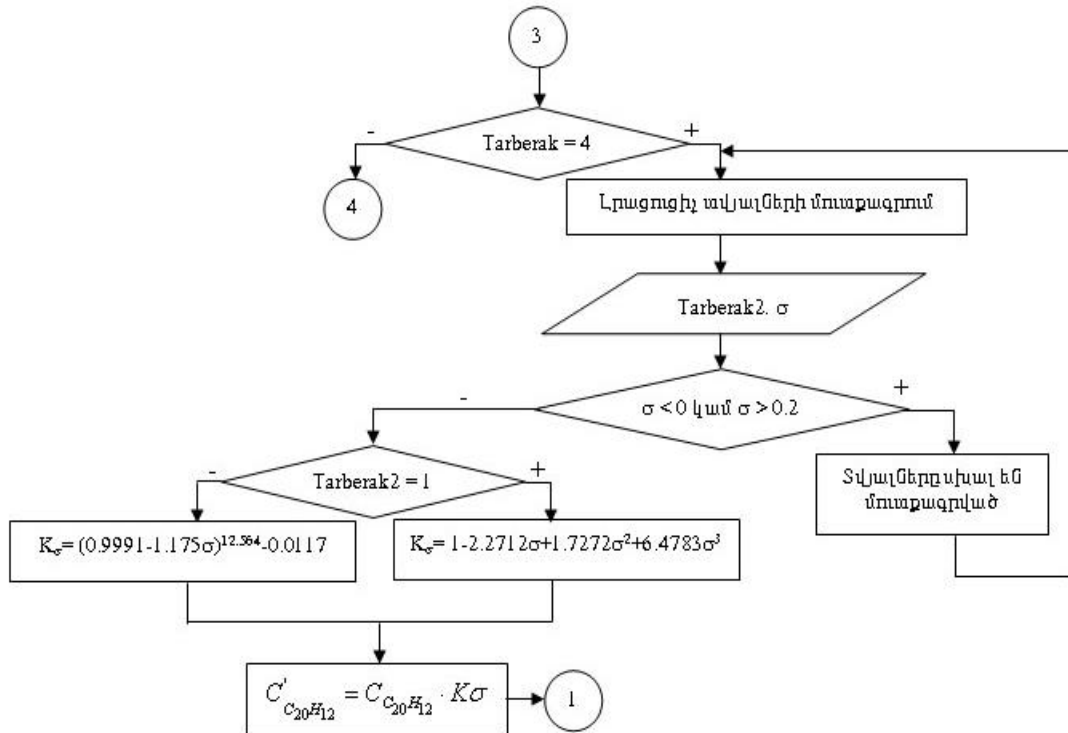 3
-
Tarberak = 4
+
4
Լրացուցիչ տվյալների մուտքագրում
Tarberak2. σ
-
σ < 0 կամ σ > 0.2
+
-
Tarberak2 = 1
+
Տվյալները սխալ են
մուտքագրված
Kσ= (0.9991-1.175σ)^12.564-0.0117
Kσ= 1-2.2712σ+1.7272σ²+6.4783σ³
C'C₂₀H₁₂ = CC₂₀H₁₂ · Kσ
1